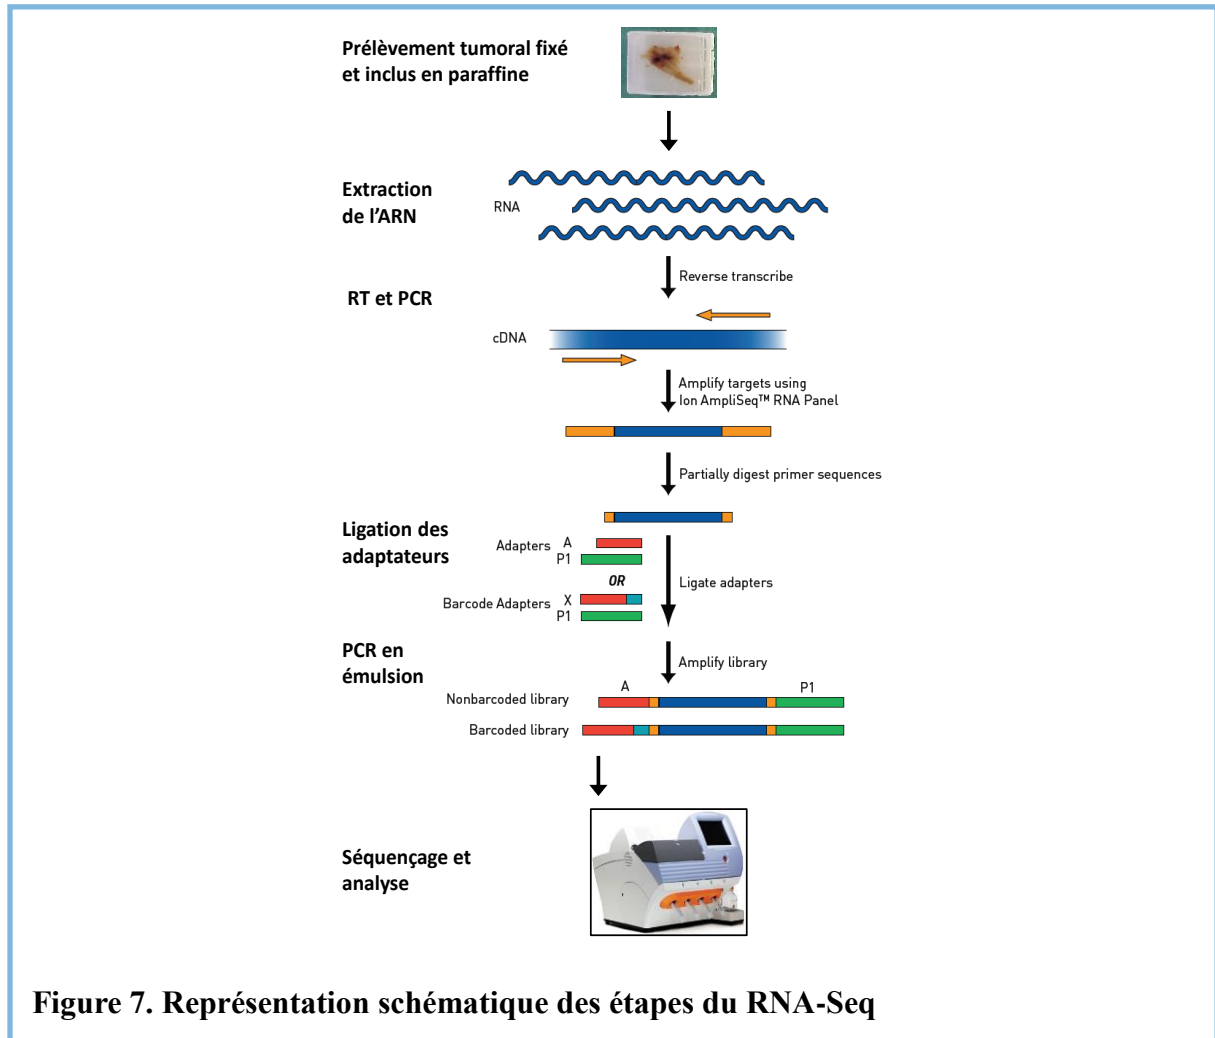 Prélèvement tumoral fixé
et inclus en paraffine
Extraction
de l'ARN
RNA
Reverse transcribe
RT et PCR
cDNA
Amplify targets using
Ion AmpliSeq™ RNA Panel
Partially digest primer sequences
Ligation des
adaptateurs
Adapters
A
P1
OR
Ligate adapters
Barcode Adapters
X
P1
PCR en
émulsion
Amplify library
A
P1
Nonbarcoded library
Barcoded library
Séquençage et
analyse
Figure 7. Représentation schématique des étapes du RNA-Seq